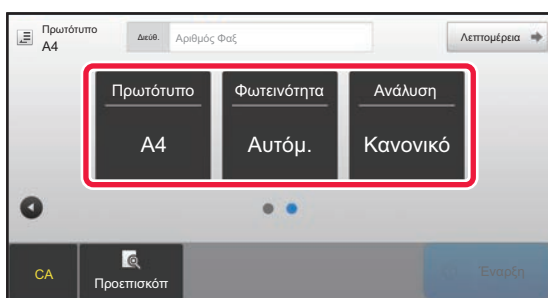 Πρωτότυπο
A4
Διεύθ.
Αριθμός Φαξ
Λεπτομέρεια
Πρωτότυπο
Φωτεινότητα
Ανάλυση
A4
Αυτόμ.
Κανονικό
CA
Προεπισκόπ
Έναρξη